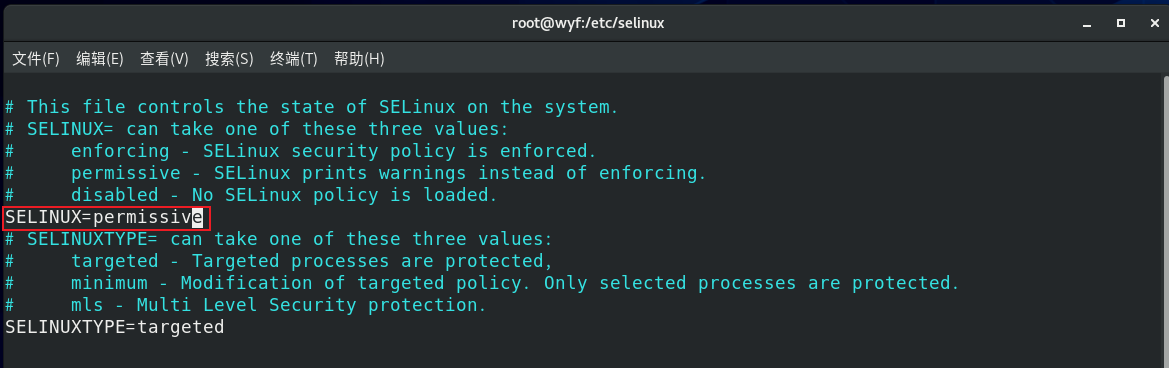 root@wyf:/etc/selinux
文件(F) 编辑(E) 查看(V) 搜索(S) 终端(T) 帮助(H)
# This file controls the state of SELinux on the system.
# SELINUX= can take one of these three values:
#     enforcing - SELinux security policy is enforced.
#     permissive - SELinux prints warnings instead of enforcing.
#     disabled - No SELinux policy is loaded.
SELINUX=permissive
# SELINUXTYPE= can take one of these three values:
#     targeted - Targeted processes are protected,
#     minimum - Modification of targeted policy. Only selected processes are protected.
#     mls - Multi Level Security protection.
SELINUXTYPE=targeted